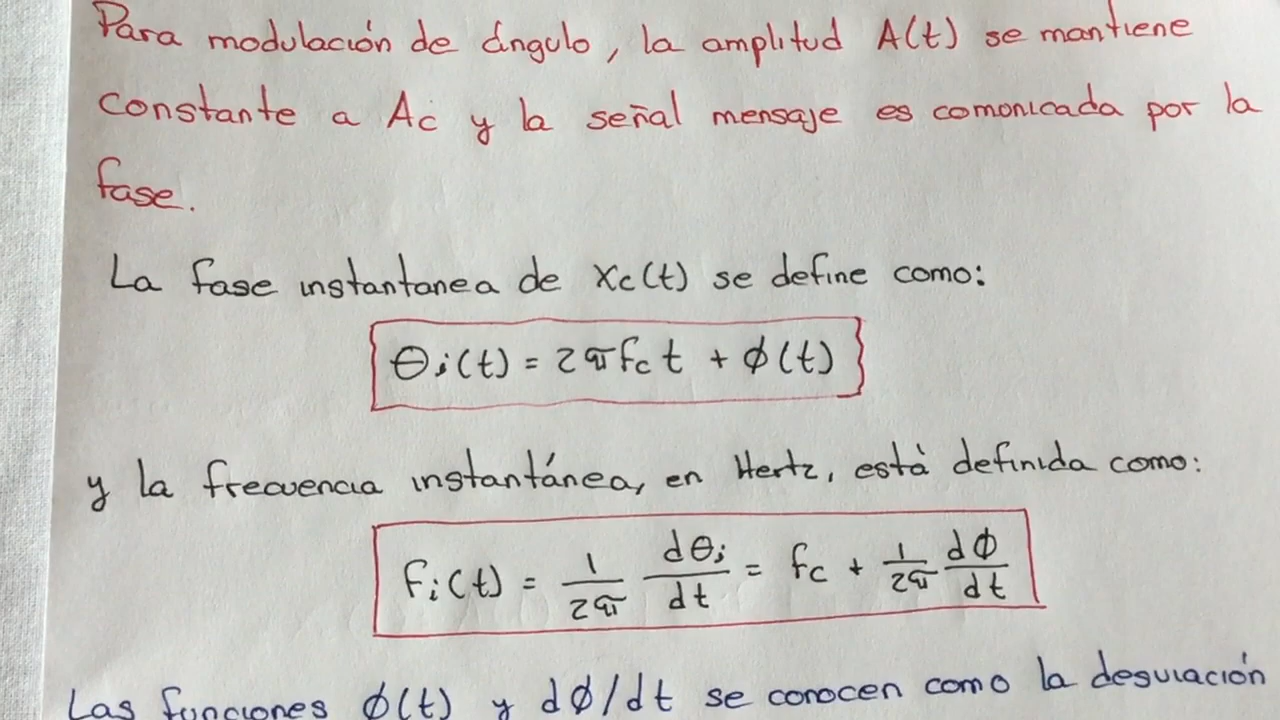 Para modulación de ángulo, la amplitud A(t) se mantiene
constante a Ac y la señal mensaje es comonicada por la
fase.
La fase instantanea de xc(t) se define como:
θi(t) = 2πfct + ϕ(t)
y la frecuencia instantánea, en Hertz, està definida como:
fi(t) = 1/2π dθi/dt = fc + 1/2π dϕ/dt
Las funciones ϕ(t) y dϕ/dt se conocen como la desviación